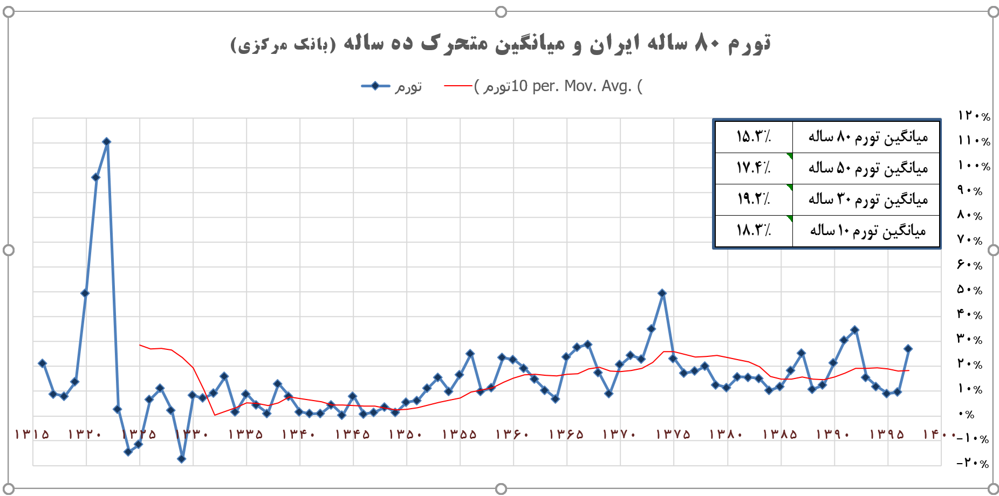 تورم ۸۰ ساله ایران و میانگین متحرک ده ساله (بانک مرکزی)
تورم
( تورم10 per. Mov. Avg. (
۱۲۰%
۱۱۰%
۱۰۰%
۹۰%
۸۰%
۷۰%
۶۰%
۵۰%
۴۰%
۳۰%
۲۰%
۱۰%
۰%
-۱۰%
-۲۰%
میانگین تورم ۸۰ ساله ۱۵.۳٪
میانگین تورم ۵۰ ساله ۱۷.۴٪
میانگین تورم ۳۰ ساله ۱۹.۲٪
میانگین تورم ۱۰ ساله ۱۸.۳٪
۱۳۱۵ ۱۳۲۰ ۱۳۲۵ ۱۳۳۰ ۱۳۳۵ ۱۳۴۰ ۱۳۴۵ ۱۳۵۰ ۱۳۵۵ ۱۳۶۰ ۱۳۶۵ ۱۳۷۰ ۱۳۷۵ ۱۳۸۰ ۱۳۸۵ ۱۳۹۰ ۱۳۹۵ ۱۴۰۰